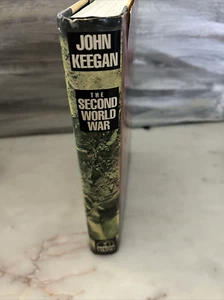 JOHN
KEEGAN
THE
SECOND
WORLD
WAR